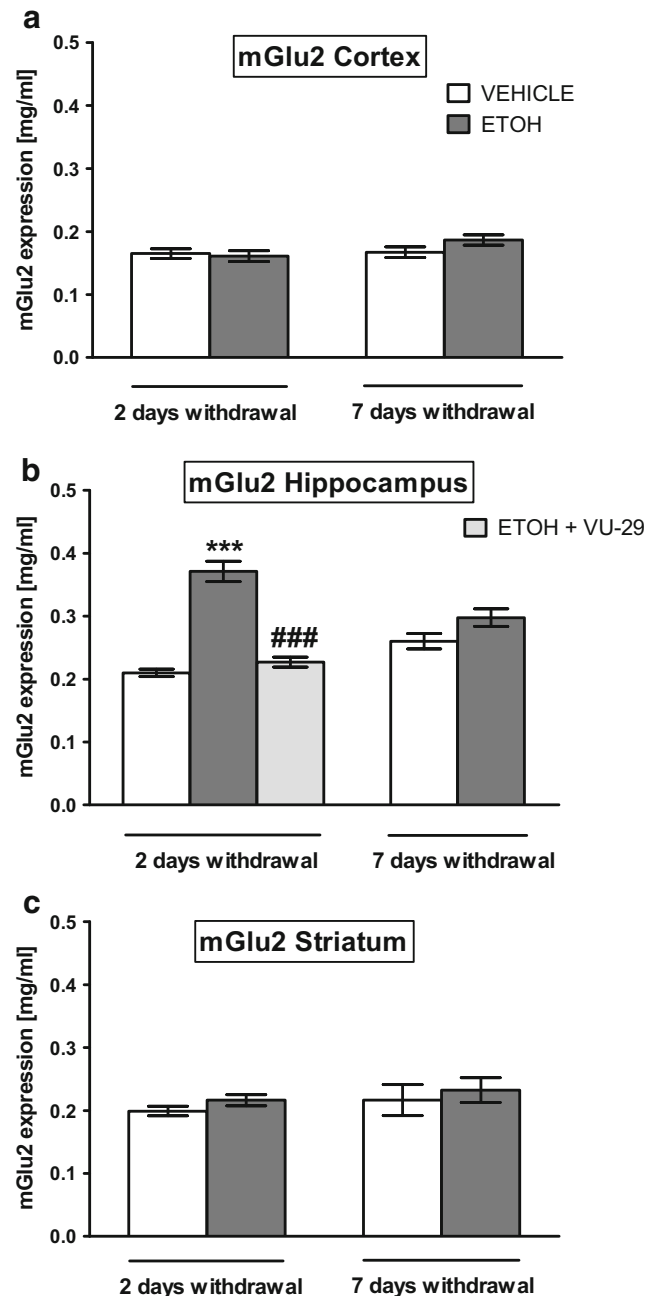 a
mGlu2 Cortex
VEHICLE
ETOH
mGlu2 expression [mg/ml]
0.5
0.4
0.3
0.2
0.1
0.0
2 days withdrawal
7 days withdrawal
b
mGlu2 Hippocampus
ETOH + VU-29
mGlu2 expression [mg/ml]
0.5
0.4
0.3
0.2
0.1
0.0
***
###
2 days withdrawal
7 days withdrawal
c
mGlu2 Striatum
mGlu2 expression [mg/ml]
0.5
0.4
0.3
0.2
0.1
0.0
2 days withdrawal
7 days withdrawal